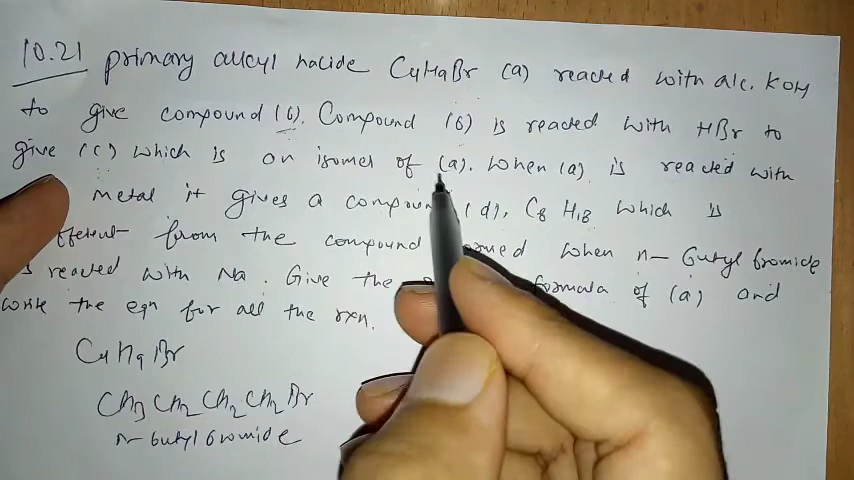 10.21 primary alkyl halide C4H9Br (a) reacted with alc. KOH
to give compound (b). Compound (b) is reacted with HBr to
give (c) which is an isomer of (a). When (a) is reacted with
metal it gives a (d), C8 H18 which is
from the compound when n- butyl bromide
reacted with Na. Give the formula of (a) and
write the eqn for all the rxn.
C4H9Br
CH3 CH2 CH2 CH2 Br
n- butyl bromide